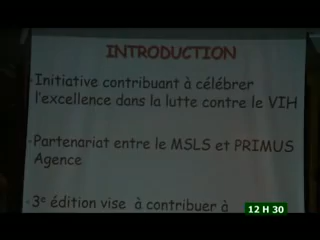 INTRODUCTION
-Initiative contribuant à célébrer
l'excellence dans la lutte contre le VIH
-Partenariat entre le MSLS et PRIMUS
Agence
-3e édition vise à contribuer à
12 H 30